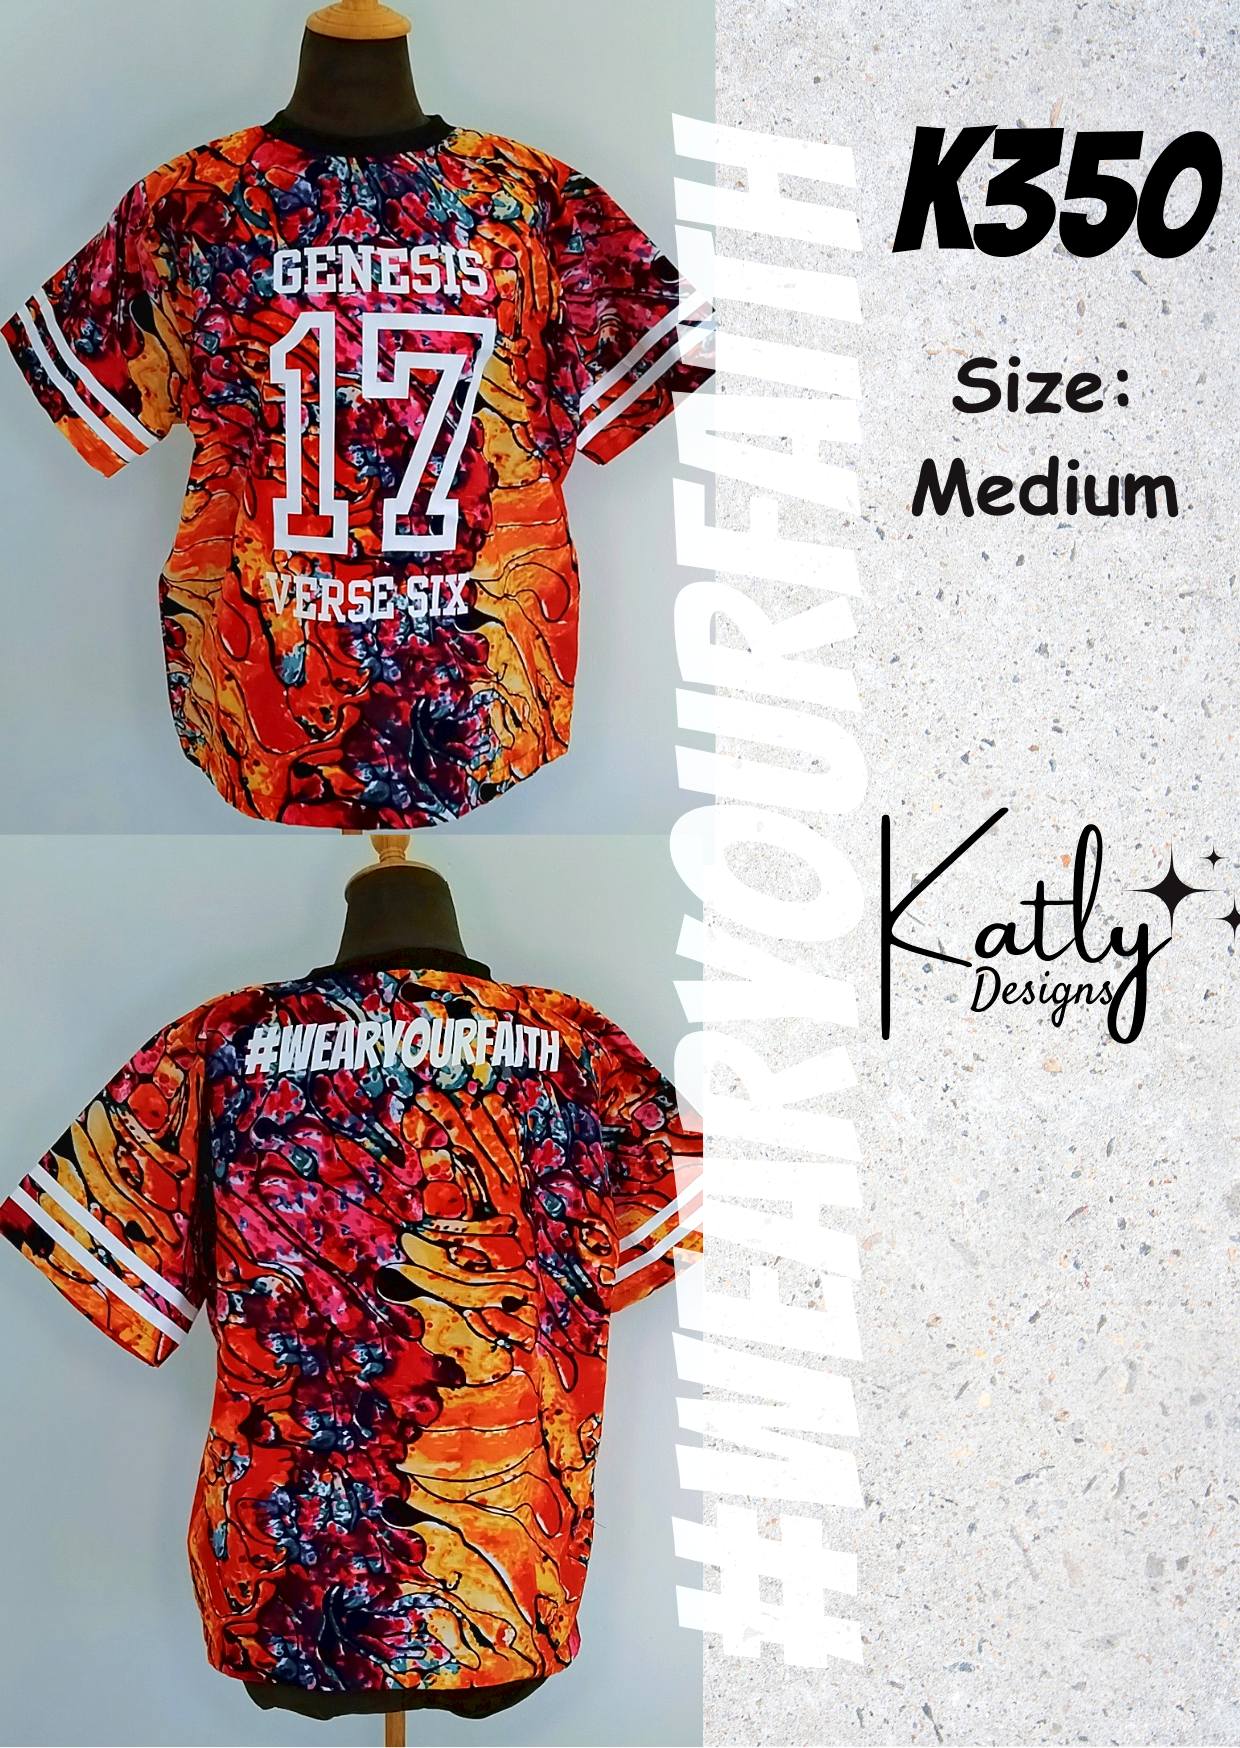 GENESIS
17
VERSE SIX
#WEARYOURFAITH
#WEARYOURFAITH
K350
Size:
Medium
Katly
Designs